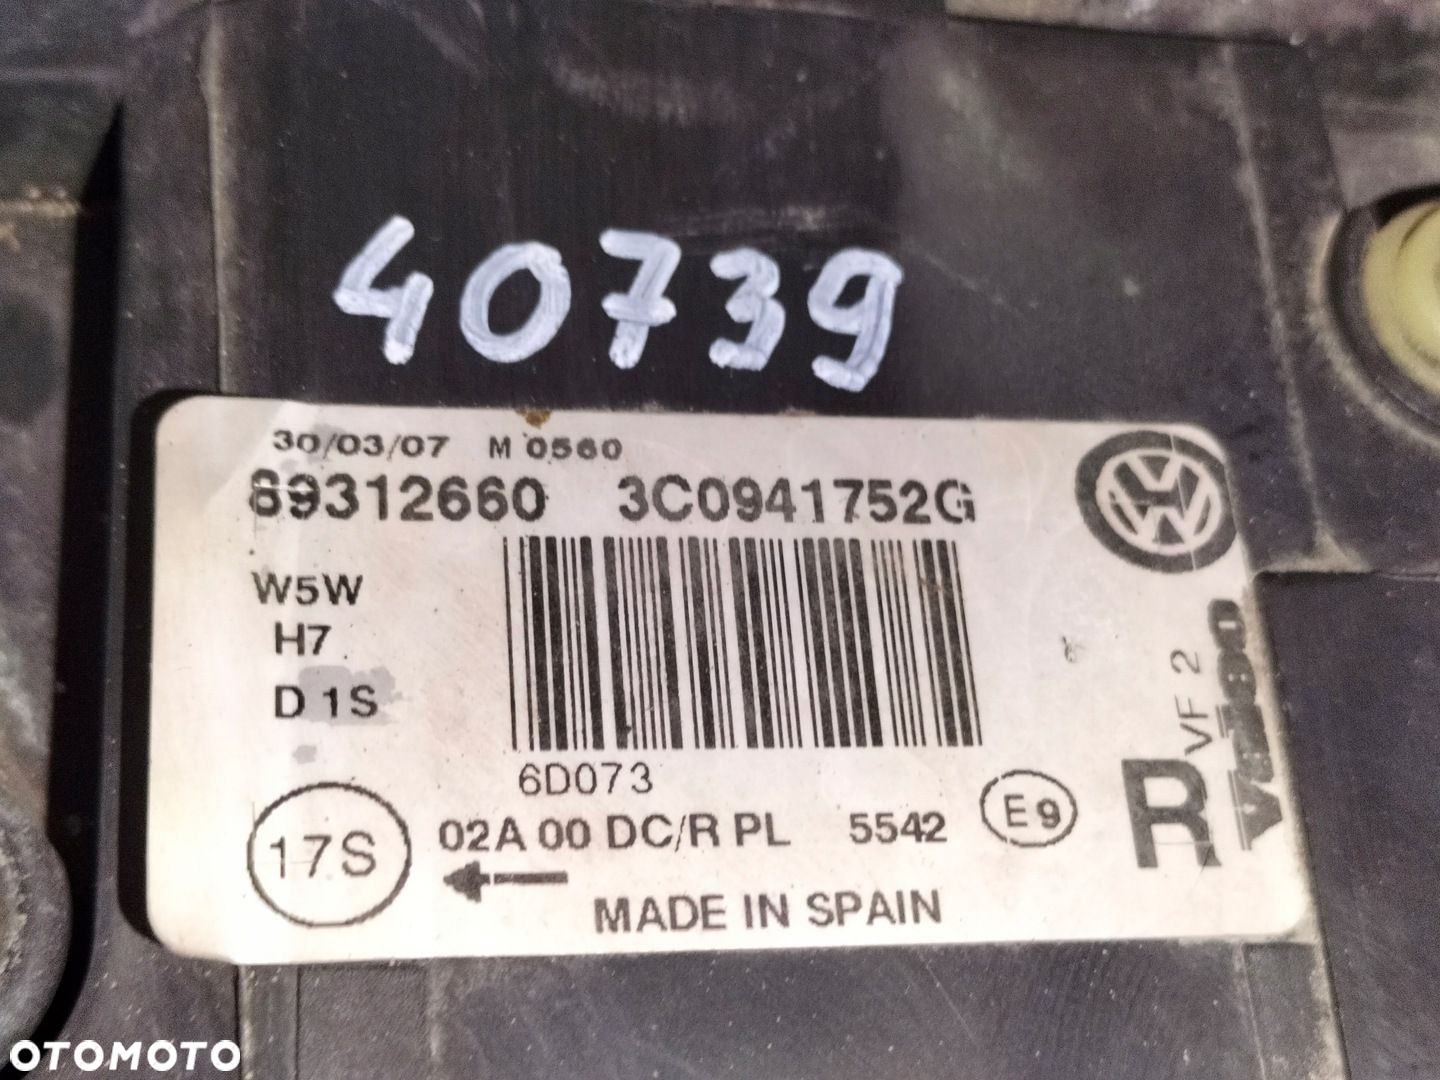 40739
30/03/07 M 0560
89312660 3C0941752G
W5W
H7
D1S
6D073
17S
02A 00 DC/R PL 5542
E9
MADE IN SPAIN
R
VF 2
Valeo
OTOMOTO